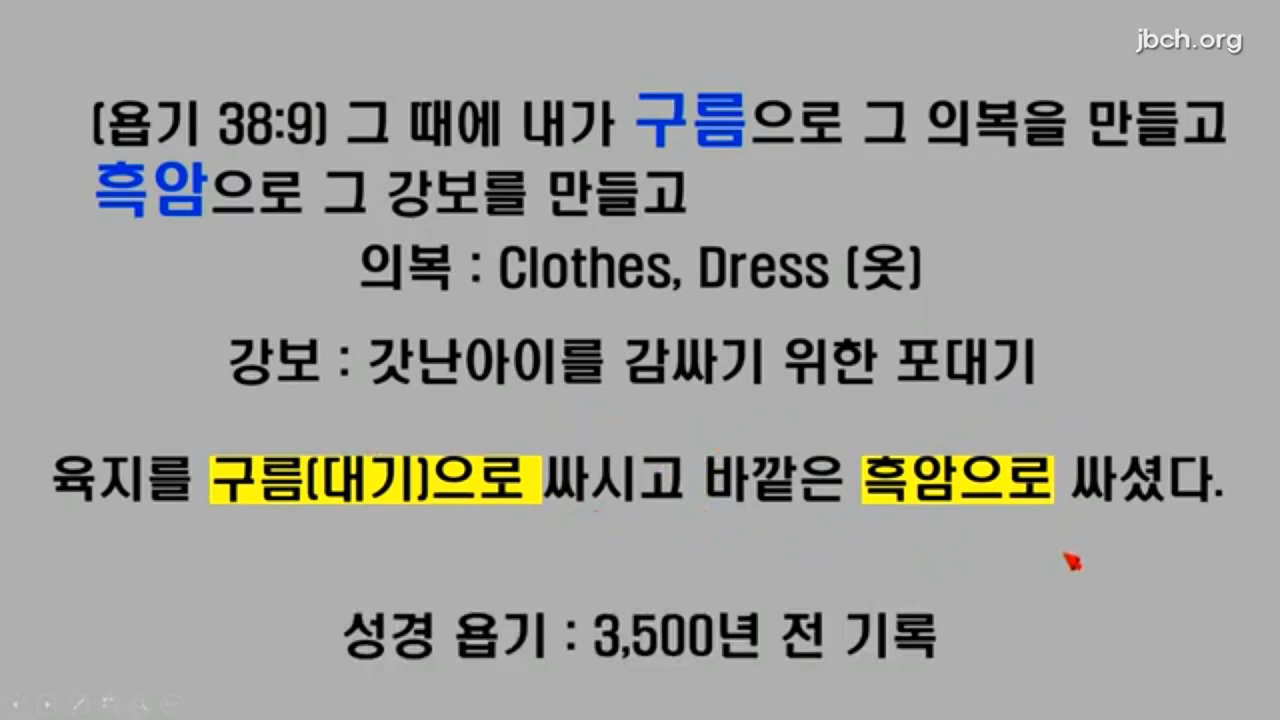 jbch.org
(욥기 38:9) 그 때에 내가 구름으로 그 의복을 만들고
흑암으로 그 강보를 만들고
의복 : Clothes, Dress (옷)
강보 : 갓난아이를 감싸기 위한 포대기
육지를 구름(대기)으로 싸시고 바깥은 흑암으로 싸셨다.
성경 욥기 : 3,500년 전 기록